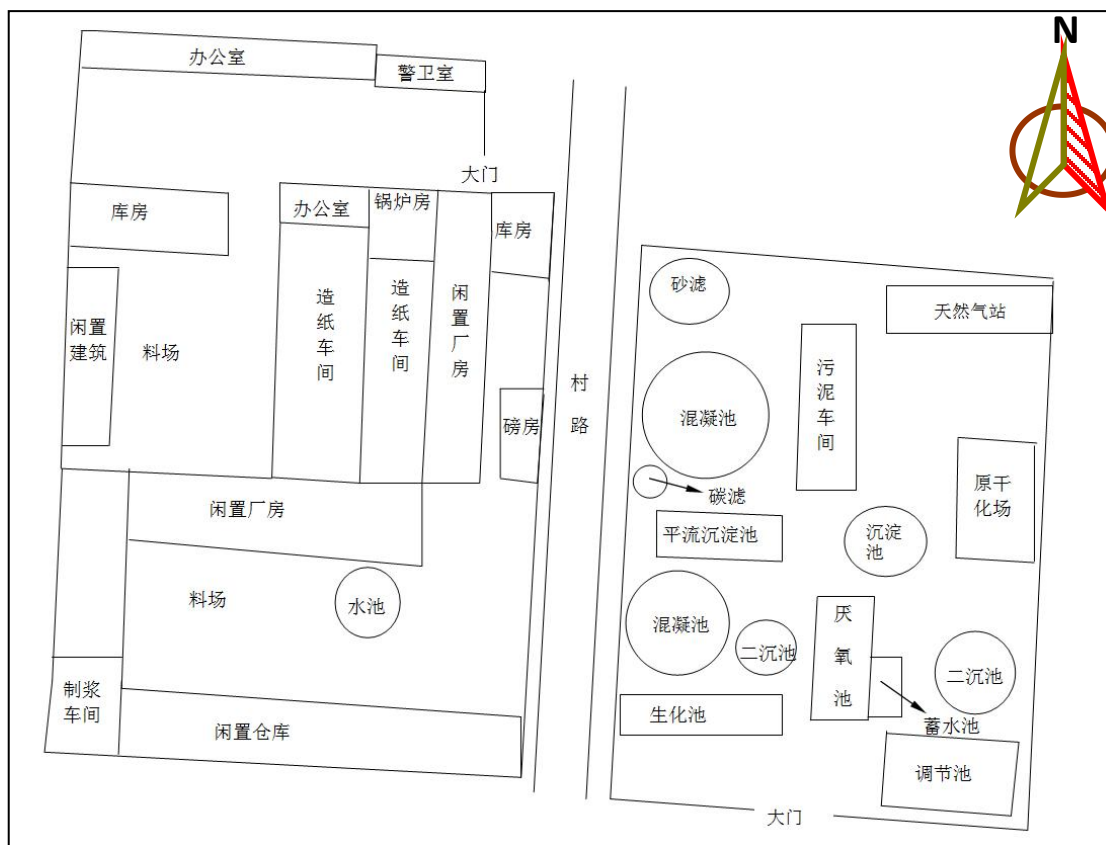 N
办公室
警卫室
大门
库房
办公室
锅炉房
库房
造纸车间
造纸车间
闲置厂房
闲置
建筑
料场
磅房
村路
闲置厂房
料场
水池
制浆
车间
闲置仓库
砂滤
天然气站
污泥车间
混凝池
碳滤
原干
化场
平流沉淀池
沉淀
池
混凝池
二沉池
厌氧池
二沉池
生化池
蓄水池
调节池
大门